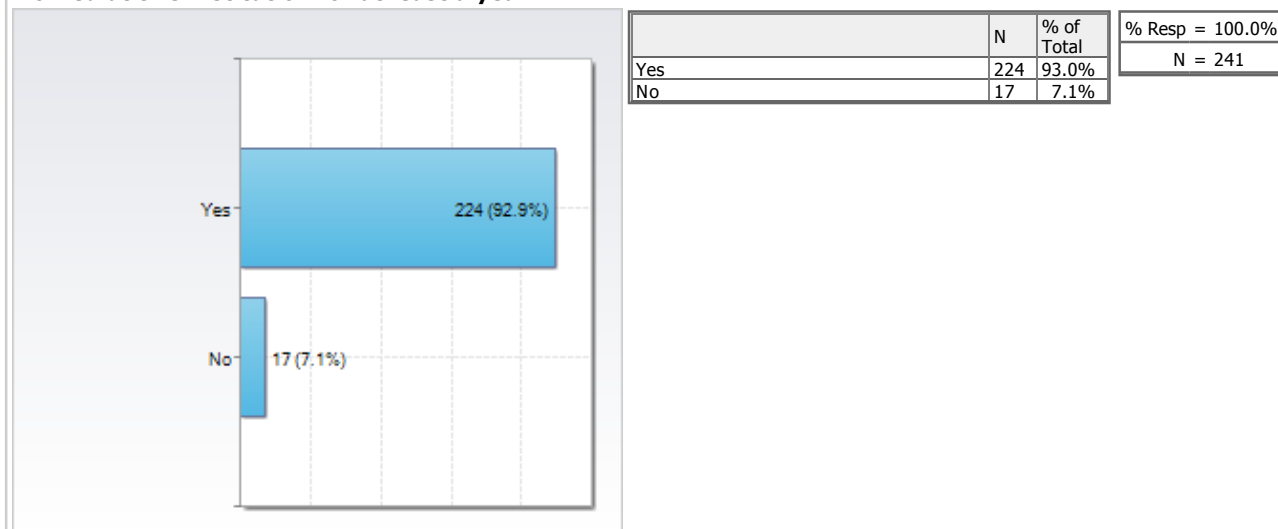 N % of Total
Yes 224 93.0%
No 17 7.1%
% Resp = 100.0%
N = 241
Yes 224 (92.9%)
No 17 (7.1%)